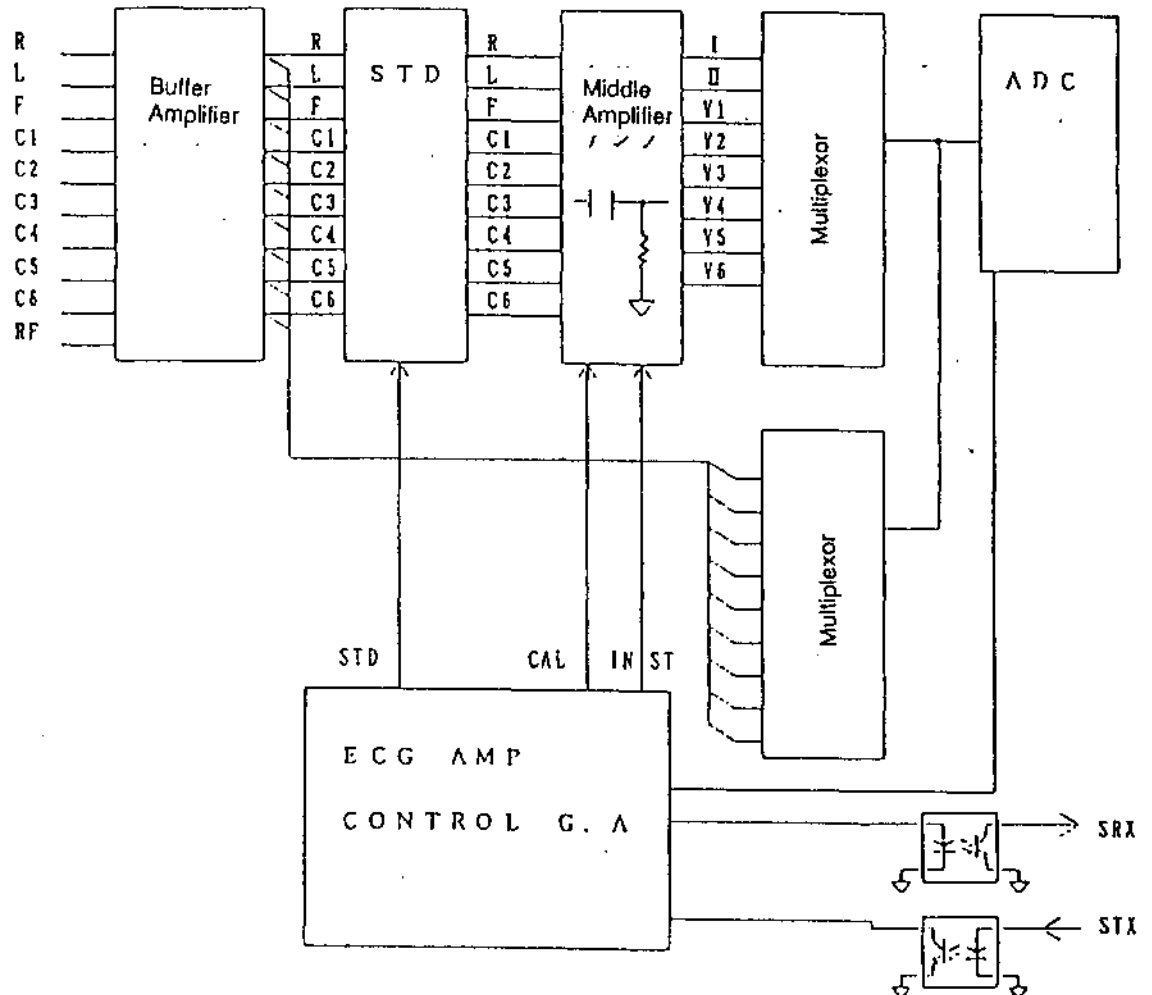 R
L
F
C1
C2
C3
C4
C5
C6
RF
Buffer
Amplifier
R
L
F
C1
C2
C3
C4
C5
C6
STD
R
L
F
C1
C2
C3
C4
C5
C6
Middle
Amplifier
I
II
V1
V2
V3
V4
V5
V6
Multiplexor
ADC
Multiplexor
STD
CAL
IN ST
ECG AMP
CONTROL G.A
SRX
STX